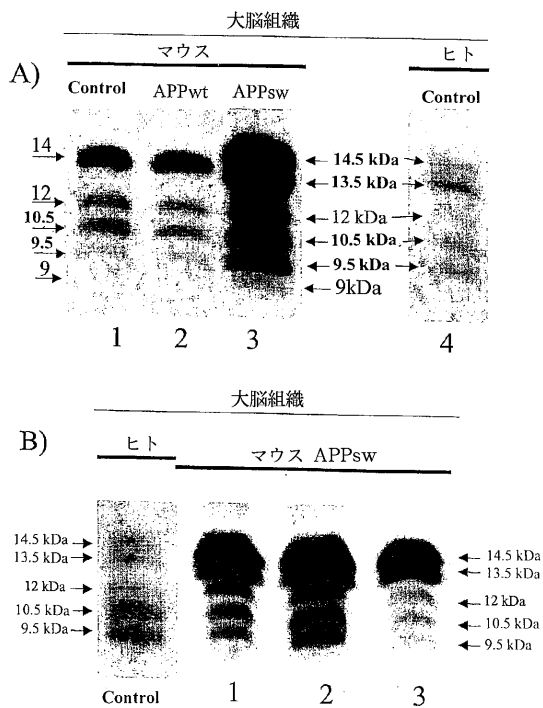 大脳組織
マウス
ヒト
A)
Control
APPwt
APPsw
Control
14
12
10.5
9.5
9
14.5 kDa
13.5 kDa
12 kDa
10.5 kDa
9.5 kDa
9kDa
1
2
3
4
大脳組織
B)
ヒト
マウス APPsw
14.5 kDa
13.5 kDa
12 kDa
10.5 kDa
9.5 kDa
14.5 kDa
13.5 kDa
12 kDa
10.5 kDa
9.5 kDa
Control
1
2
3